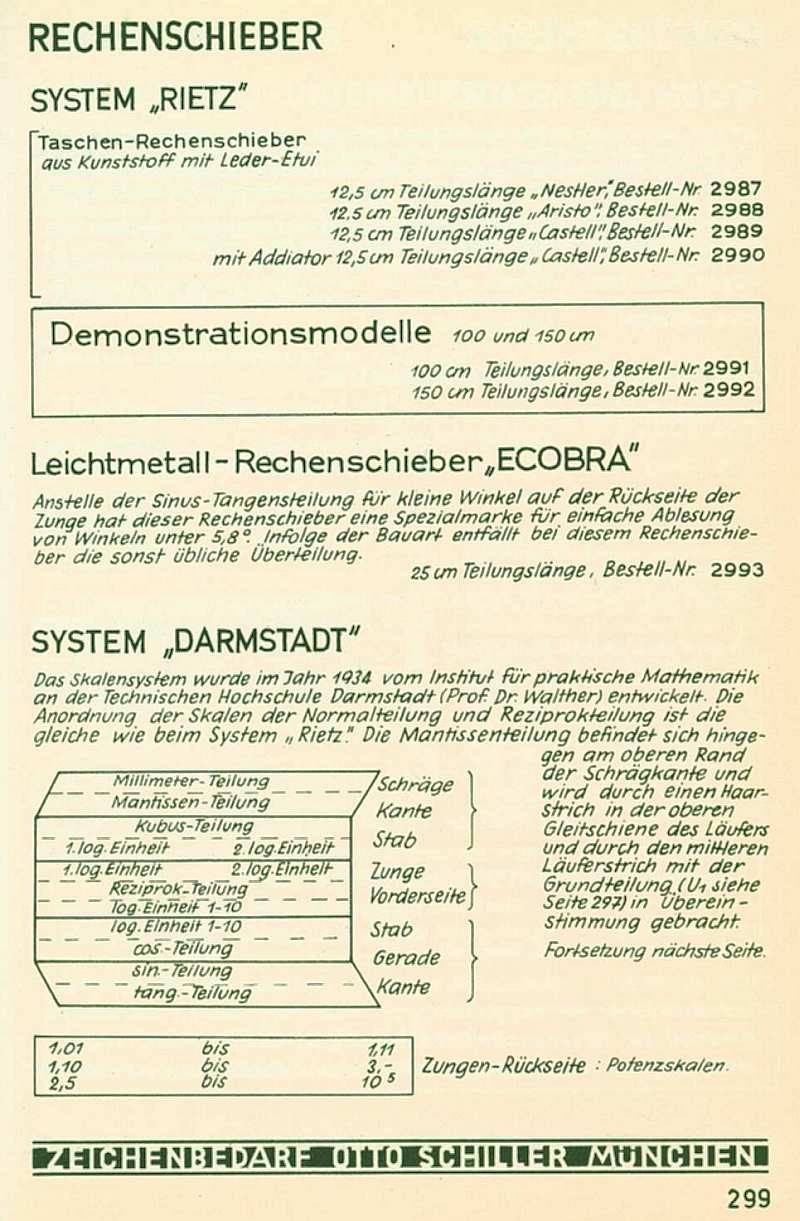 RECHENSCHIEBER
SYSTEM „RIETZ"
Taschen-Rechenschieber
aus Kunststoff mit Leder-Etui
12,5 cm Teilungslänge „Nestler", Bestell-Nr. 2987
12,5 cm Teilungslänge „Aristo", Bestell-Nr. 2988
12,5 cm Teilungslänge „Castell", Bestell-Nr. 2989
mit Addiator 12,5 cm Teilungslänge „Castell", Bestell-Nr. 2990
Demonstrationsmodelle 100 und 150 cm
100 cm Teilungslänge, Bestell-Nr. 2991
150 cm Teilungslänge, Bestell-Nr. 2992
Leichtmetall-Rechenschieber „ECOBRA"
Anstelle der Sinus-Tangensteilung für kleine Winkel auf der Rückseite der
Zunge hat dieser Rechenschieber eine Spezialmarke für einfache Ablesung
von Winkeln unter 5,8°. Infolge der Bauart entfällt bei diesem Rechenschie-
ber die sonst übliche Überteilung.
25 cm Teilungslänge, Bestell-Nr. 2993
SYSTEM „DARMSTADT"
Das Skalensystem wurde im Jahr 1934 vom Institut für praktische Mathematik
an der Technischen Hochschule Darmstadt (Prof. Dr. Walther) entwickelt. Die
Anordnung der Skalen der Normalteilung und Reziprokteilung ist die
gleiche wie beim System „Rietz". Die Mantissenteilung befindet sich hinge-
gen am oberen Rand
der Schrägkante und
wird durch einen Haar-
strich in der oberen
Gleitschiene des Läufers
und durch den mittleren
Läuferstrich mit der
Grundteilung (U1 siehe
Seite 297) in Überein-
stimmung gebracht.
Fortsetzung nächste Seite.
Millimeter-Teilung
Mantissen-Teilung
Kubus-Teilung
1. log. Einheit 2. log. Einheit
1. log. Einheit 2. log. Einheit
Reziprok-Teilung
log. Einheit 1-10
log. Einheit 1-10
cos.-Teilung
sin.-Teilung
tang.-Teilung
Schräge
Kante
Stab
Zunge
Vorderseite
Stab
Gerade
Kante
1,01 bis 1,11
1,10 bis 3,-
2,5 bis 10⁵
Zungen-Rückseite : Potenzskalen.
ZEICHENBEDARF OTTO SCHILLER MÜNCHEN
299